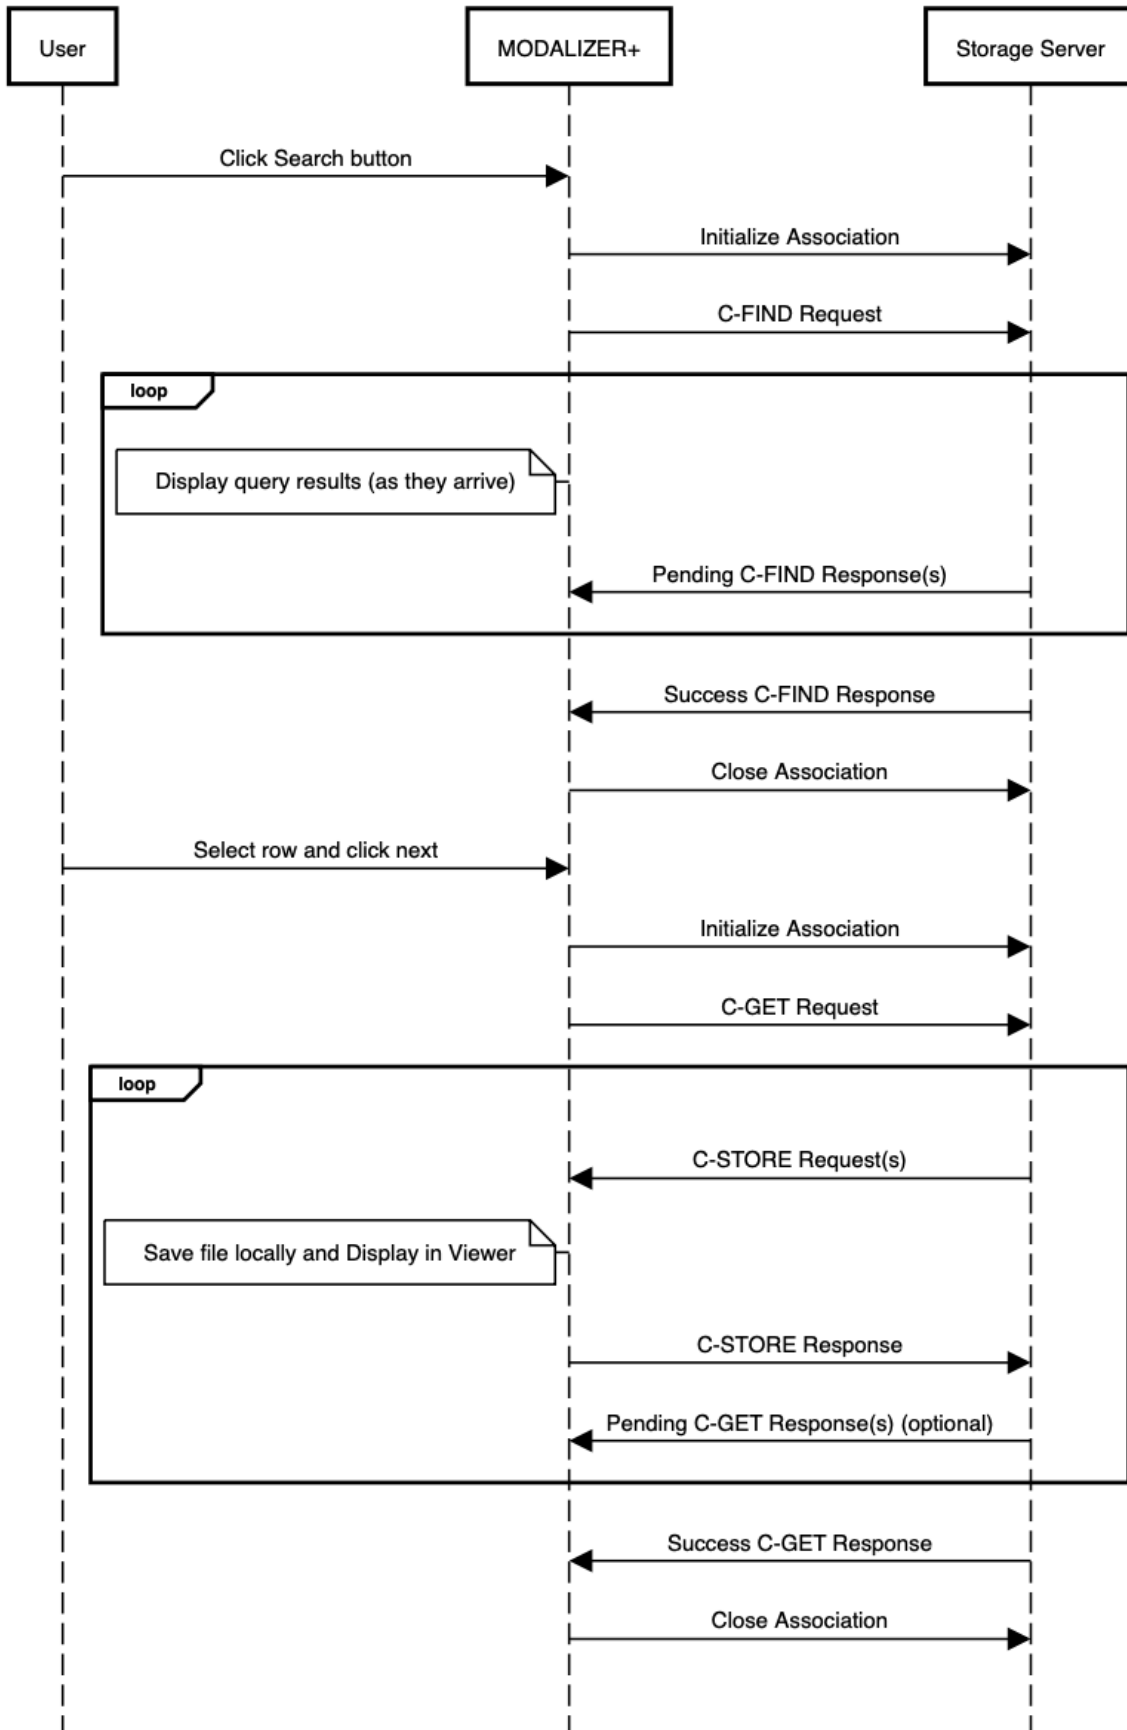 User
MODALIZER+
Storage Server
Click Search button
Initialize Association
C-FIND Request
loop
Display query results (as they arrive)
Pending C-FIND Response(s)
Success C-FIND Response
Close Association
Select row and click next
Initialize Association
C-GET Request
loop
C-STORE Request(s)
Save file locally and Display in Viewer
C-STORE Response
Pending C-GET Response(s) (optional)
Success C-GET Response
Close Association